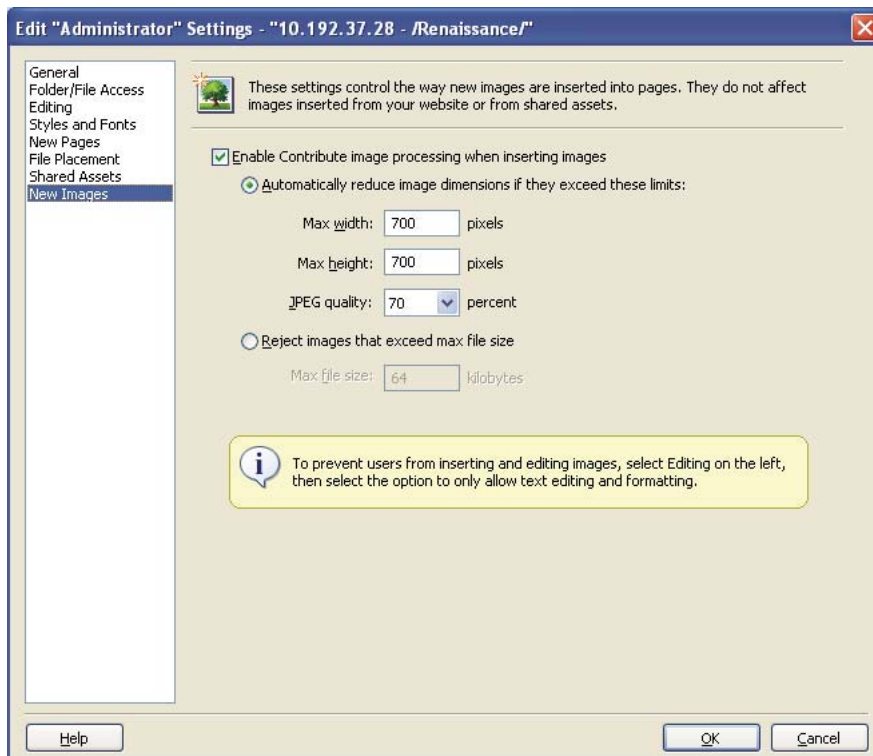 Edit "Administrator" Settings - "10.192.37.28 - /Renaissance/"
General
Folder/File Access
Editing
Styles and Fonts
New Pages
File Placement
Shared Assets
New Images
These settings control the way new images are inserted into pages. They do not affect
images inserted from your website or from shared assets.
Enable Contribute image processing when inserting images
Automatically reduce image dimensions if they exceed these limits:
Max width: 700 pixels
Max height: 700 pixels
JPEG quality: 70 percent
Reject images that exceed max file size
Max file size: 64 kilobytes
To prevent users from inserting and editing images, select Editing on the left,
then select the option to only allow text editing and formatting.
Help
OK
Cancel